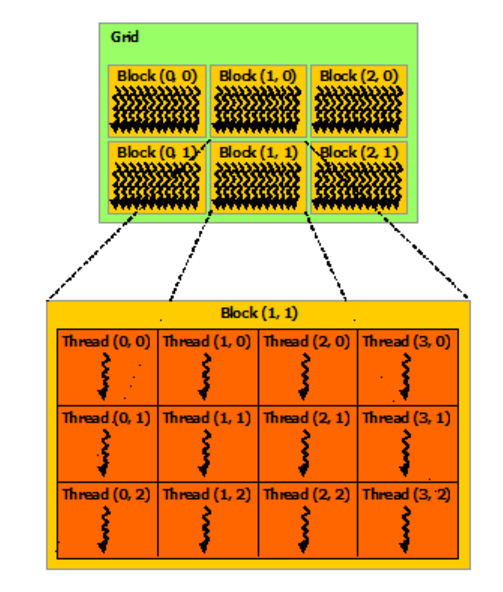 Grid
Block (0, 0) Block (1, 0) Block (2, 0)
Block (0, 1) Block (1, 1) Block (2, 1)
Block (1, 1)
Thread (0, 0) Thread (1, 0) Thread (2, 0) Thread (3, 0)
Thread (0, 1) Thread (1, 1) Thread (2, 1) Thread (3, 1)
Thread (0, 2) Thread (1, 2) Thread (2, 2) Thread (3, 2)